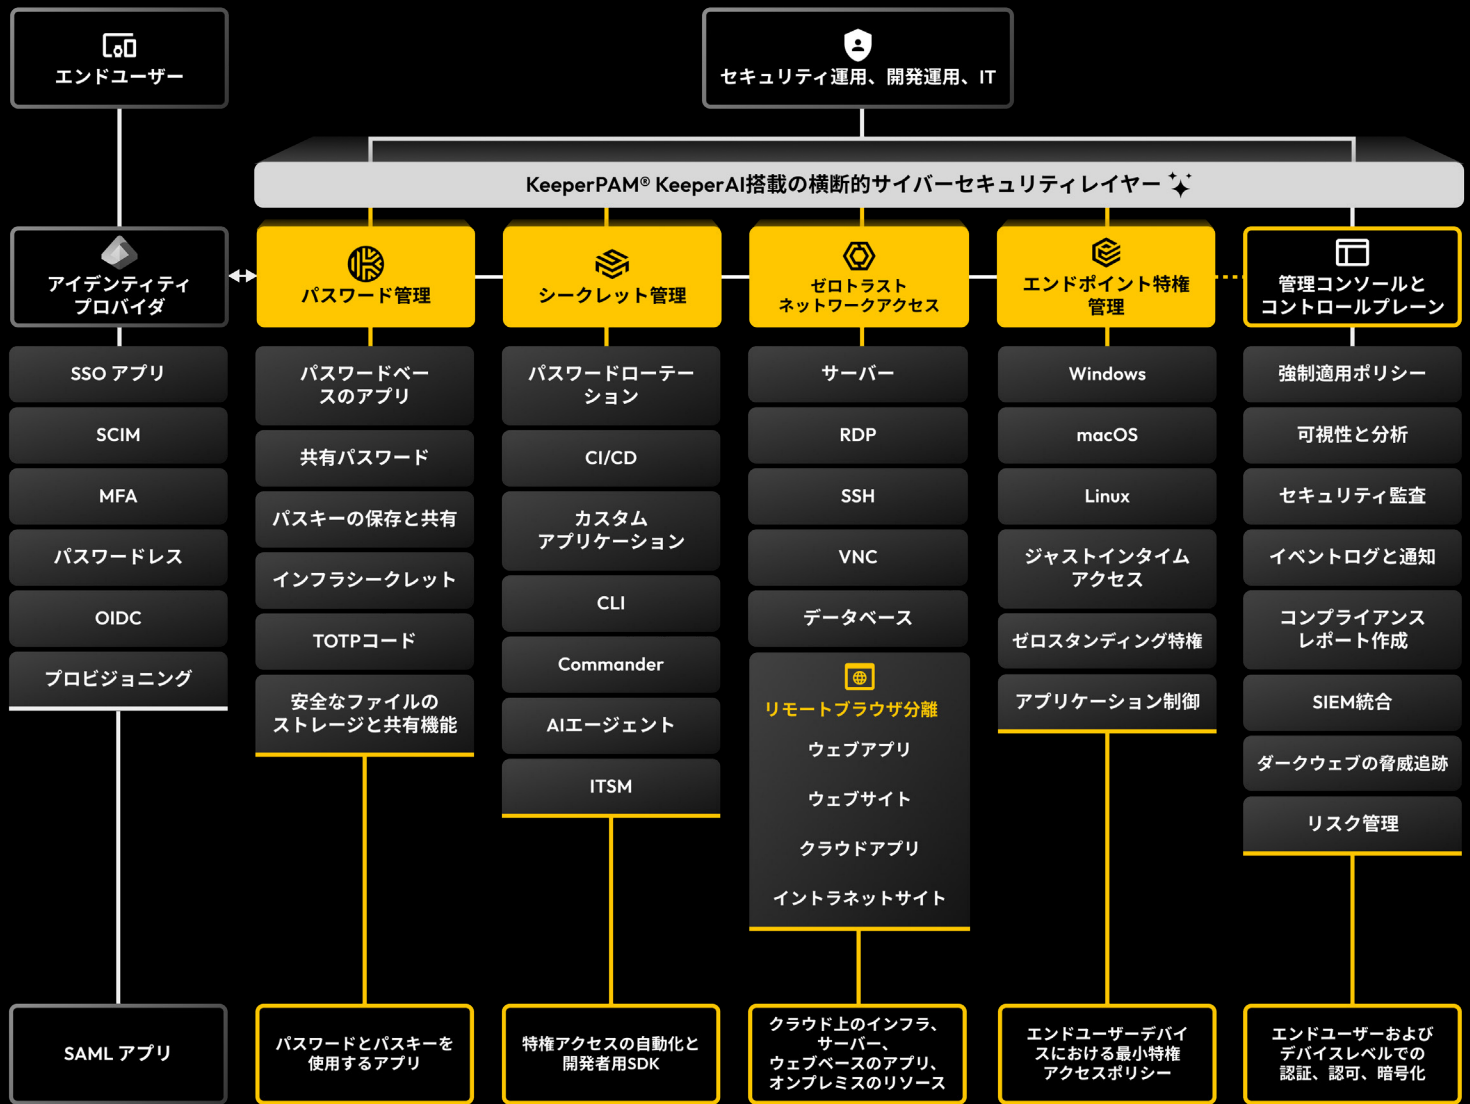 エンドユーザー
セキュリティ運用、開発運用、IT
KeeperPAM® KeeperAI搭載の横断的サイバーセキュリティレイヤー
アイデンティティ
プロバイダ
SSO アプリ
SCIM
MFA
パスワードレス
OIDC
プロビジョニング
SAML アプリ
パスワード管理
パスワードベー
スのアプリ
共有パスワード
パスキーの保存と共有
インフラシークレット
TOTPコード
安全なファイルの
ストレージと共有機能
パスワードとパスキーを
使用するアプリ
シークレット管理
パスワードローテー
ション
CI/CD
カスタム
アプリケーション
CLI
Commander
AIエージェント
ITSM
特権アクセスの自動化と
開発者用SDK
ゼロトラスト
ネットワークアクセス
サーバー
RDP
SSH
VNC
データベース
リモートブラウザ分離
ウェブアプリ
ウェブサイト
クラウドアプリ
イントラネットサイト
クラウド上のインフラ、
サーバー、
ウェブベースのアプリ、
オンプレミスのリソース
エンドポイント特権
管理
Windows
macOS
Linux
ジャストインタイム
アクセス
ゼロスタンディング特権
アプリケーション制御
エンドユーザーデバイ
スにおける最小特権
アクセスポリシー
管理コンソールと
コントロールプレーン
強制適用ポリシー
可視性と分析
セキュリティ監査
イベントログと通知
コンプライアンス
レポート作成
SIEM統合
ダークウェブの脅威追跡
リスク管理
エンドユーザーおよび
デバイスレベルでの
認証、認可、暗号化